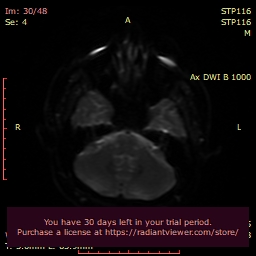 Im: 30/48
Se: 4
STP116
STP116
M
A
Ax DWI B 1000
R
L
You have 30 days left in your trial period.
Purchase a license at https://radiantviewer.com/store/